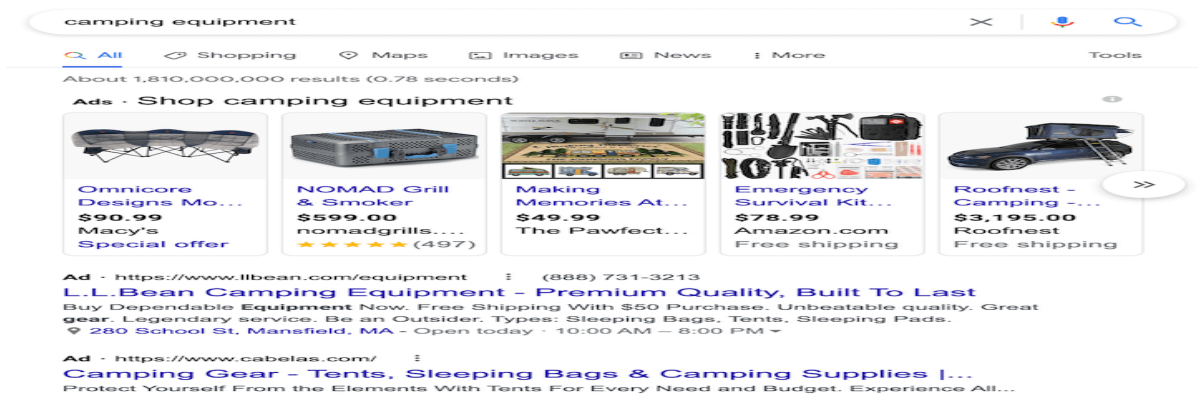 camping equipment
All Shopping Maps Images News More Tools
About 1,810,000,000 results (0.78 seconds)
Ads · Shop camping equipment
Omnicore
Designs Mo...
$90.99
Macy's
Special offer
NOMAD Grill
& Smoker
$599.00
nomadgrills....
(497)
Making
Memories At...
$49.99
The Pawfect...
Emergency
Survival Kit...
$78.99
Amazon.com
Free shipping
Roofnest -
Camping -...
$3,195.00
Roofnest
Free shipping
Ad · https://www.llbean.com/equipment (888) 731-3213
L.L.Bean Camping Equipment - Premium Quality, Built To Last
Buy Dependable Equipment Now. Free Shipping With $50 Purchase. Unbeatable quality. Great
gear. Legendary service. Be an Outsider. Types: Sleeping Bags, Tents, Sleeping Pads.
280 School St, Mansfield, MA - Open today · 10:00 AM – 8:00 PM
Ad · https://www.cabelas.com/
Camping Gear - Tents, Sleeping Bags & Camping Supplies |...
Protect Yourself From the Elements With Tents For Every Need and Budget. Experience All...